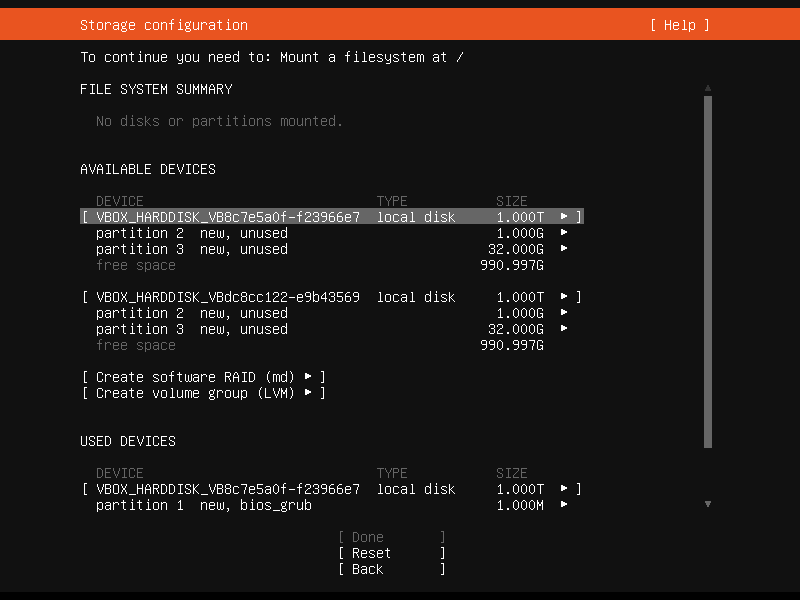 Storage configuration [ Help ]
To continue you need to: Mount a filesystem at /
FILE SYSTEM SUMMARY
No disks or partitions mounted.
AVAILABLE DEVICES
DEVICE TYPE SIZE
[ VBOX_HARDDISK_VB8c7e5a0f-f23966e7 local disk 1.000T ▸ ]
partition 2 new, unused 1.000G ▸
partition 3 new, unused 32.000G ▸
free space 990.997G
[ VBOX_HARDDISK_VBdc8cc122-e9b43569 local disk 1.000T ▸ ]
partition 2 new, unused 1.000G ▸
partition 3 new, unused 32.000G ▸
free space 990.997G
[ Create software RAID (md) ▸ ]
[ Create volume group (LVM) ▸ ]
USED DEVICES
DEVICE TYPE SIZE
[ VBOX_HARDDISK_VB8c7e5a0f-f23966e7 local disk 1.000T ▸ ]
partition 1 new, bios_grub 1.000M ▸
[ Done ]
[ Reset ]
[ Back ]